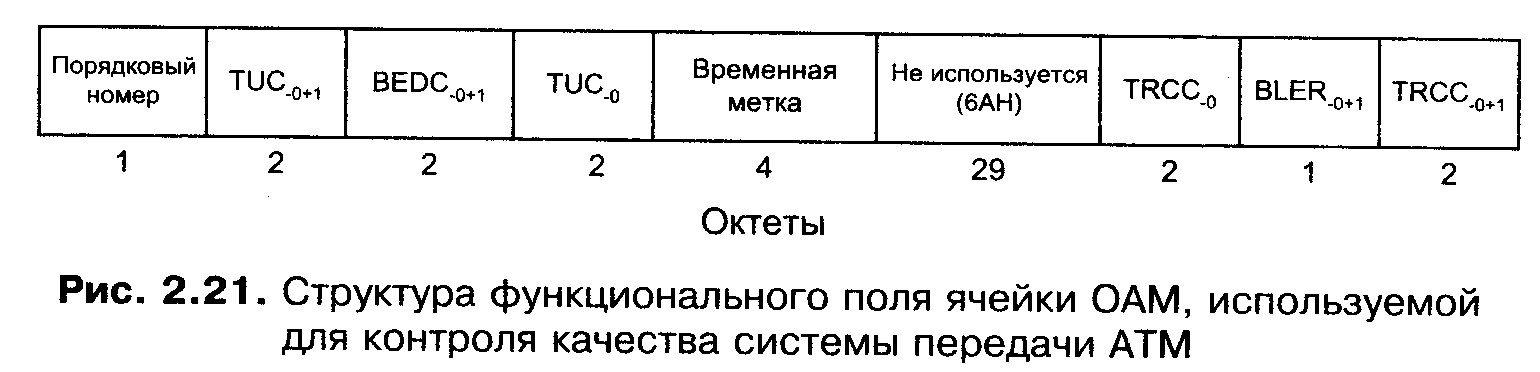 Порядковый номер
TUC-0+1
BEDC-0+1
TUC-0
Временная метка
Не используется (6AH)
TRCC-0
BLER-0+1
TRCC-0+1
1 2 2 2 4 29 2 1 2
Октеты
Рис. 2.21. Структура функционального поля ячейки ОАМ, используемой
для контроля качества системы передачи АТМ